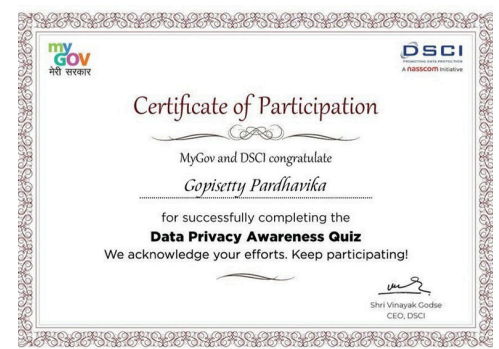 my
GOV
मेरी सरकार
DSCI
PROMOTING DATA PROTECTION
A nasscom Initiative
Certificate of Participation
MyGov and DSCI congratulate
Gopisetty Pardhavika
for successfully completing the
Data Privacy Awareness Quiz
We acknowledge your efforts. Keep participating!
Shri Vinayak Godse
CEO, DSCI